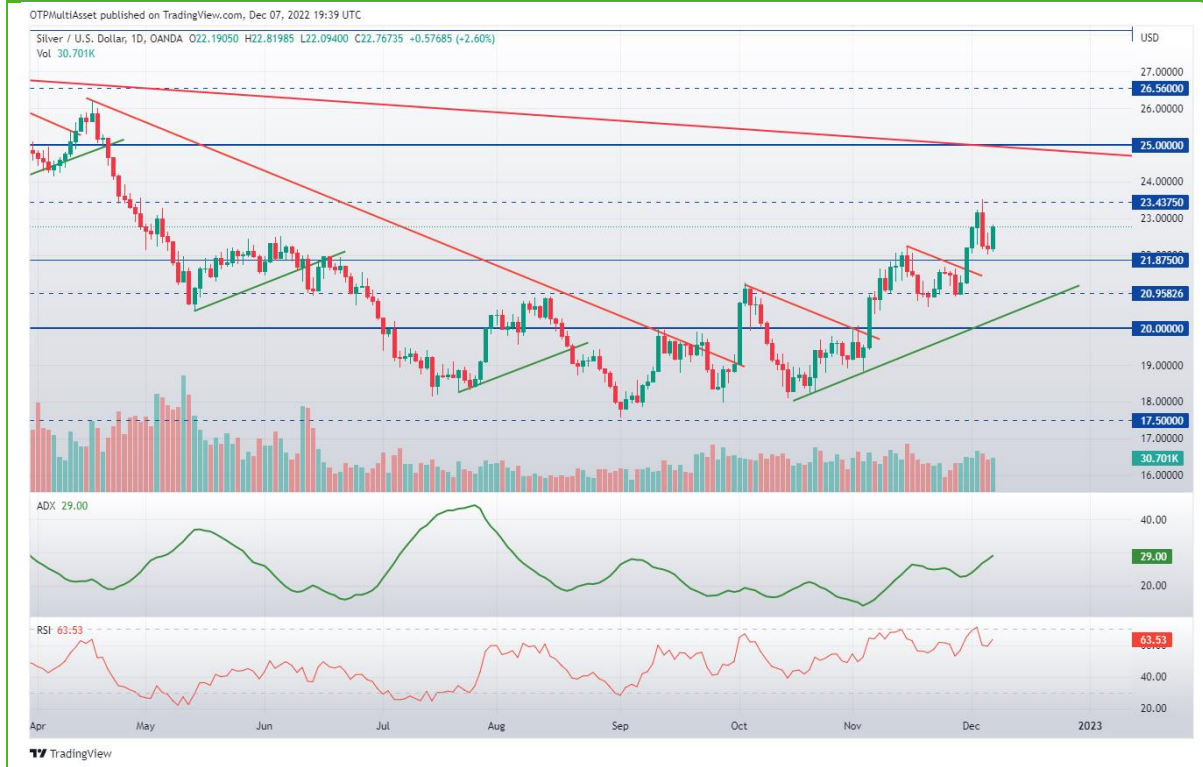 OTPMultiAsset published on TradingView.com, Dec 07, 2022 19:39 UTC
Silver / U.S. Dollar, 1D, OANDA O22.19050 H22.81985 L22.09400 C22.76735 +0.57685 (+2.60%)
Vol 30.701K
USD
27.00000
26.56000
26.00000
25.00000
24.00000
23.43750
23.00000
21.87500
20.95826
20.00000
19.00000
18.00000
17.50000
17.00000
30.701K
16.00000
ADX 29.00
40.00
29.00
20.00
RSI 63.53
63.53
40.00
20.00
Apr May Jun Jul Aug Sep Oct Nov Dec 2023
TradingView